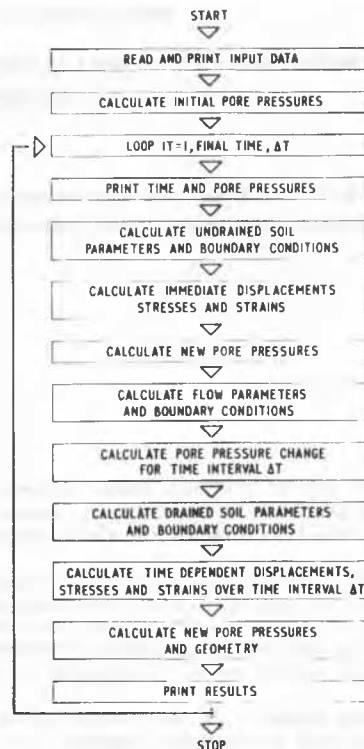 START
READ AND PRINT INPUT DATA
CALCULATE INITIAL PORE PRESSURES
LOOP IT=1, FINAL TIME, ΔT
PRINT TIME AND PORE PRESSURES
CALCULATE UNDRAINED SOIL
PARAMETERS AND BOUNDARY CONDITIONS
CALCULATE IMMEDIATE DISPLACEMENTS
STRESSES AND STRAINS
CALCULATE NEW PORE PRESSURES
CALCULATE FLOW PARAMETERS
AND BOUNDARY CONDITIONS
CALCULATE PORE PRESSURE CHANGE
FOR TIME INTERVAL ΔT
CALCULATE DRAINED SOIL PARAMETERS
AND BOUNDARY CONDITIONS
CALCULATE TIME DEPENDENT DISPLACEMENTS,
STRESSES AND STRAINS OVER TIME INTERVAL ΔT
CALCULATE NEW PORE PRESSURES
AND GEOMETRY
PRINT RESULTS
STOP